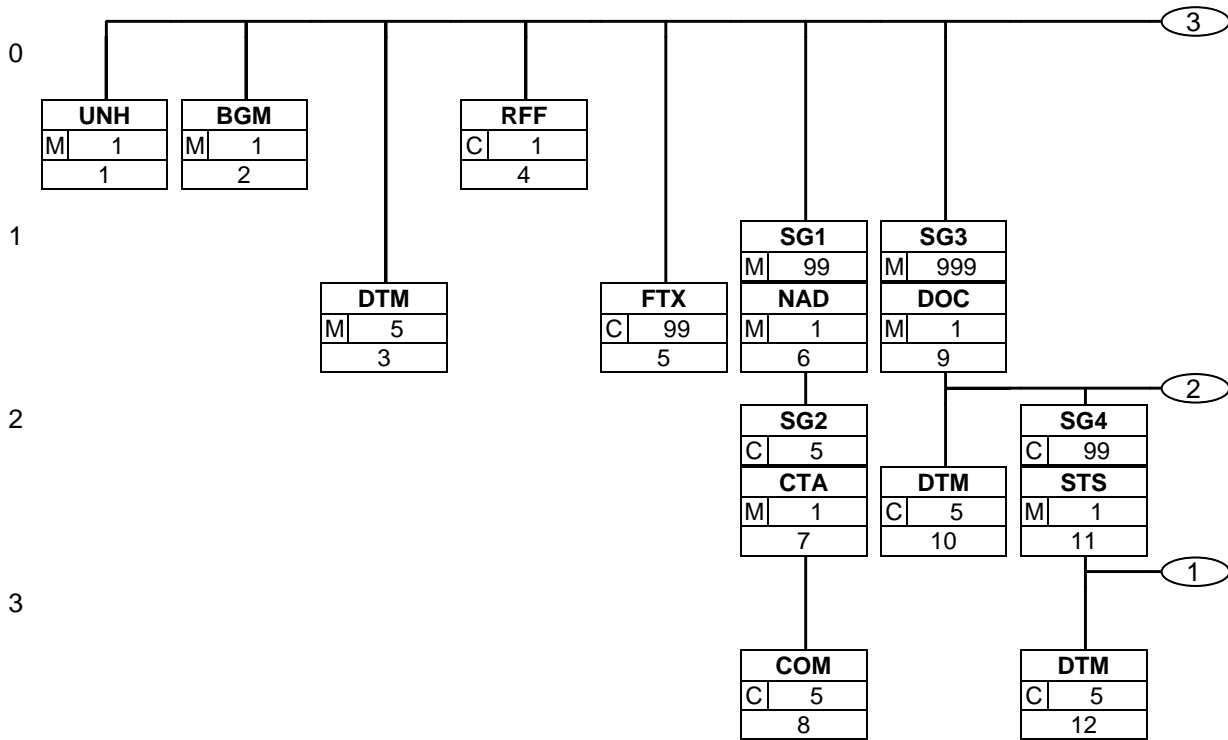 3
0
UNH BGM RFF
M 1 M 1 C 1
1 2 4
1 SG1 SG3
M 99 M 999
DTM FTX NAD DOC
M 5 C 99 M 1 M 1
3 5 6 9
2
2 SG2 SG4
C 5 C 99
CTA DTM STS
M 1 C 5 M 1
7 10 11
1
3
COM DTM
C 5 C 5
8 12